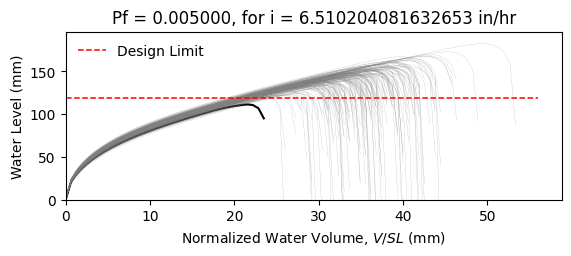 Pf = 0.005000, for i = 6.510204081632653 in/hr
Design Limit
Water Level (mm)
150
100
50
0
0 10 20 30 40 50
Normalized Water Volume, V/SL (mm)